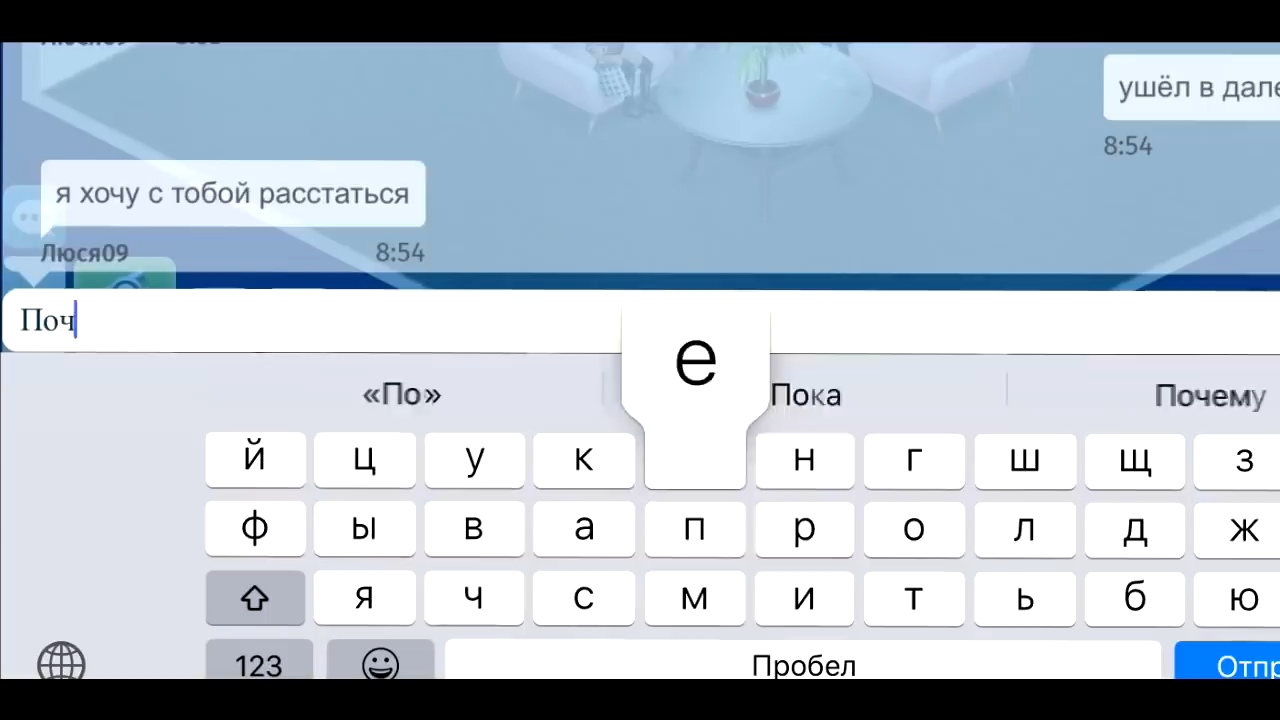 ушёл в дале
8:54
я хочу с тобой расстаться
Люся09 8:54
Поч
е
«По» Пока Почему
й ц у к н г ш щ з
ф ы в а п р о л д ж
я ч с м и т ь б ю
123 Пробел Отпр